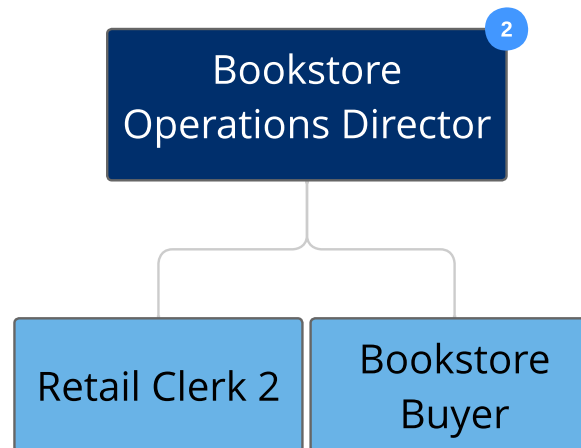 2
Bookstore
Operations Director
Retail Clerk 2
Bookstore
Buyer